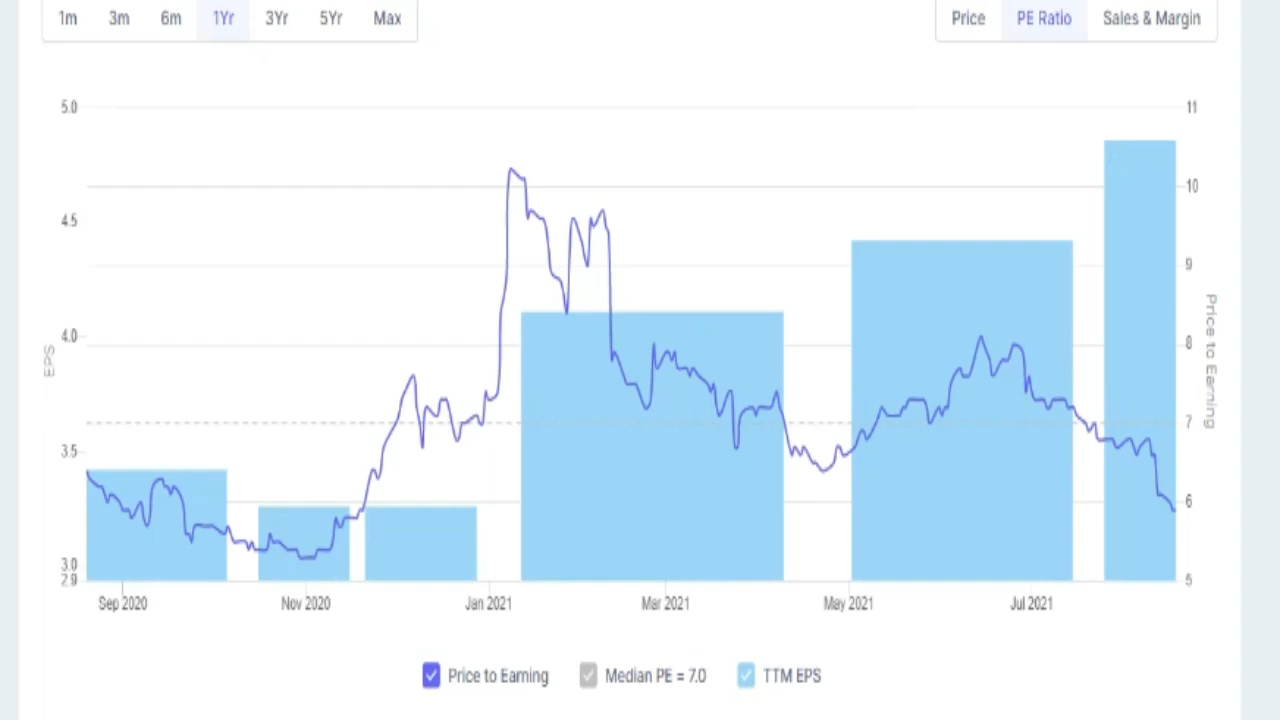 1m 3m 6m 1Yr 3Yr 5Yr Max Price PE Ratio Sales & Margin
5.0 11
10
4.5
9
4.0 8
EPS Price to Earning
7
3.5
6
3.0
2.9 5
Sep 2020 Nov 2020 Jan 2021 Mar 2021 May 2021 Jul 2021
Price to Earning Median PE = 7.0 TTM EPS